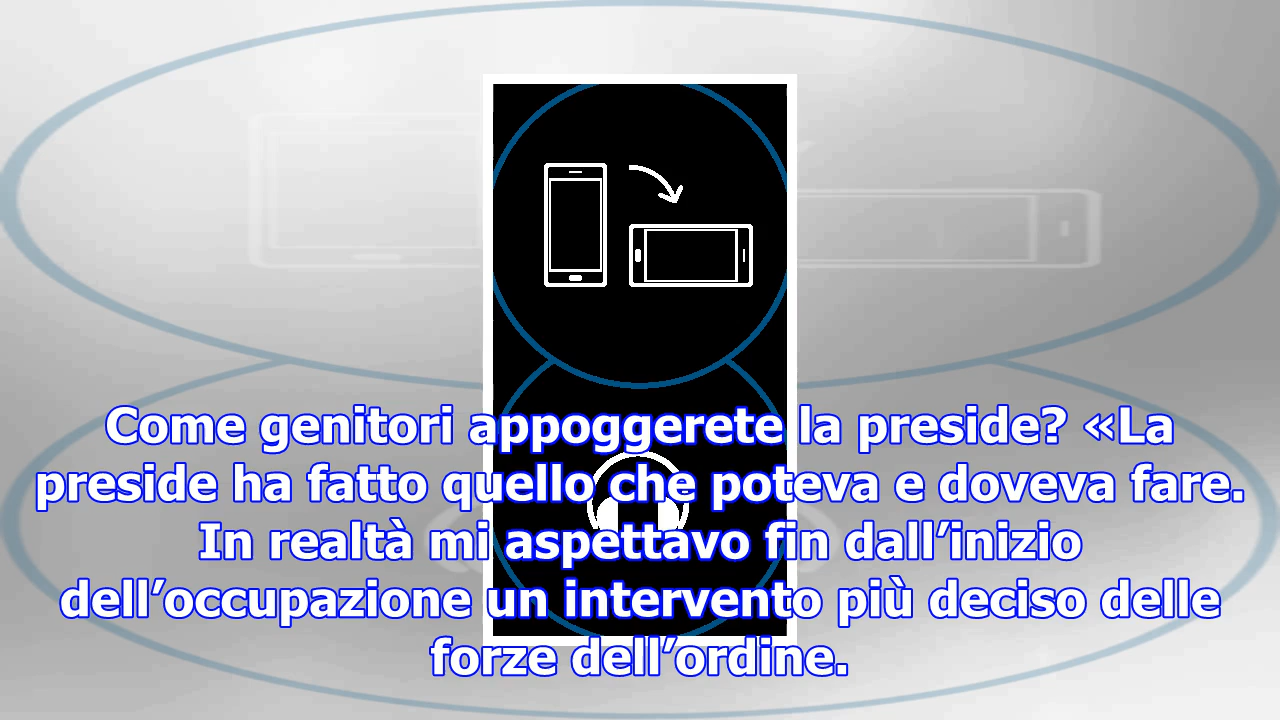 Come genitori appoggerete la preside? «La
preside ha fatto quello che poteva e doveva fare.
In realtà mi aspettavo fin dall’inizio
dell’occupazione un intervento più deciso delle
forze dell’ordine.